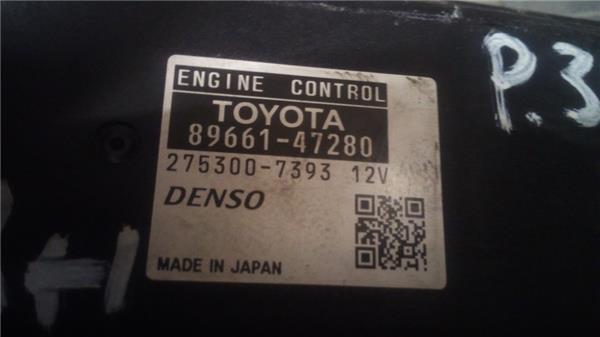 ENGINE CONTROL
TOYOTA
89661-47280
275300-7393 12V
DENSO
MADE IN JAPAN
P.3